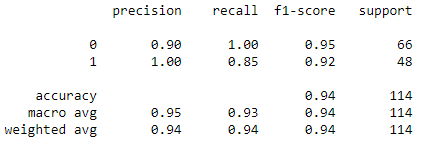 precision recall f1-score support
0 0.90 1.00 0.95 66
1 1.00 0.85 0.92 48
accuracy 0.94 114
macro avg 0.95 0.93 0.94 114
weighted avg 0.94 0.94 0.94 114